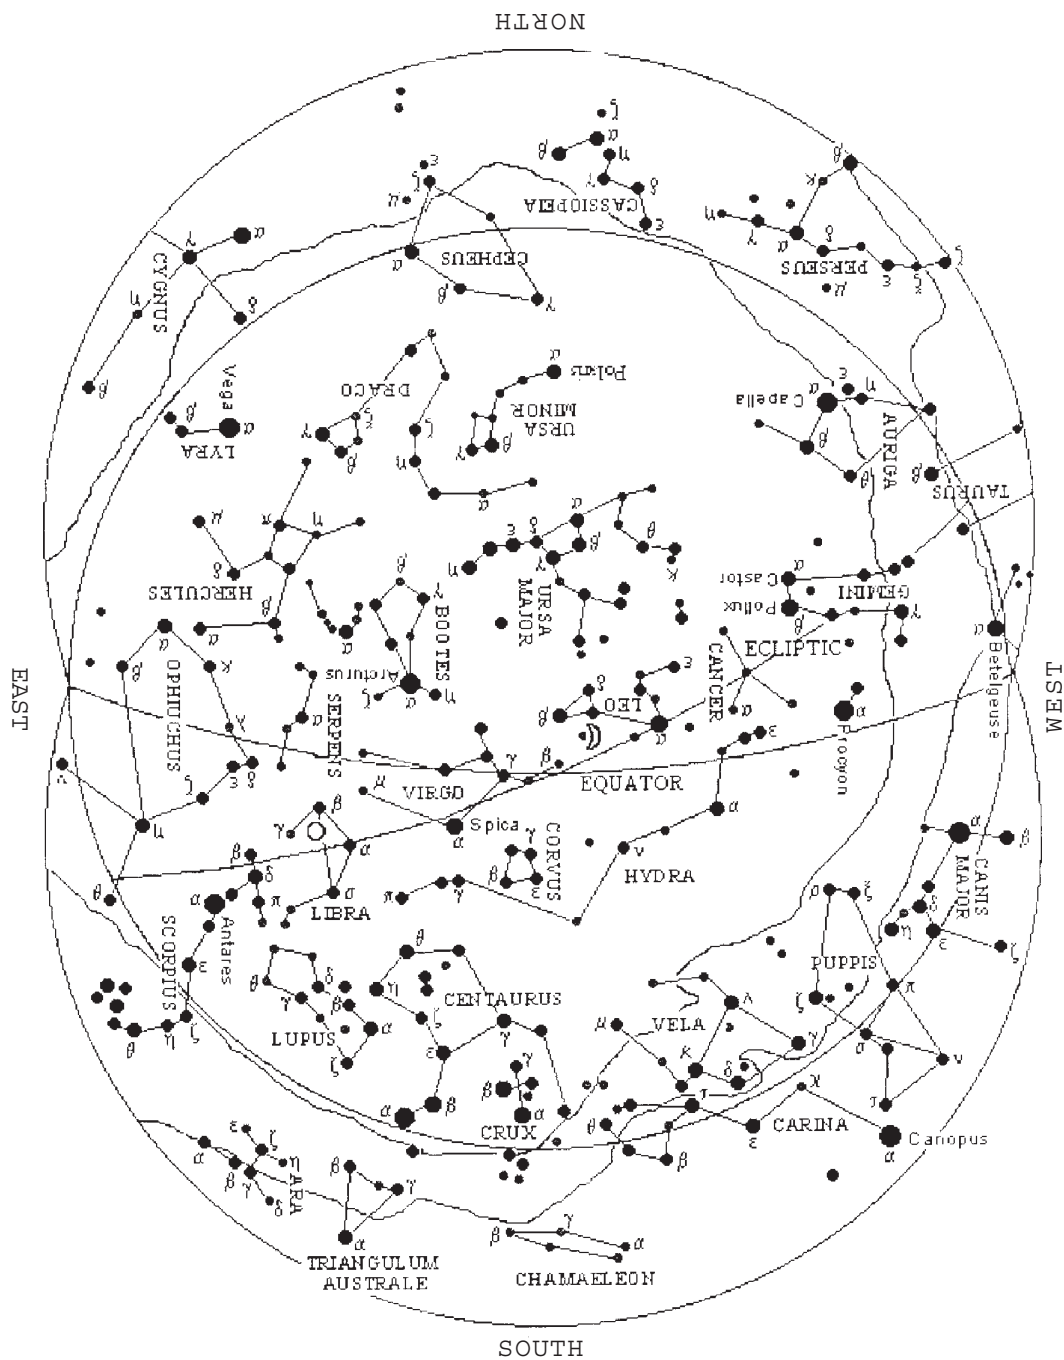 NORTH
ζ
α
β
η
γ
δ
CASSIOPEIA
ε
ε
ζ
μ
CEPHEUS
α
β
γ
β
κ
η
γ
α
δ
PERSEUS
ε
ξ
ζ
μ
α
γ
CYGNUS
η
δ
β
Vega
β
α
LYRA
DRACO
ξ
γ
β
ζ
η
α
α
Polaris
URSA
MINOR
γ
β
ε
η
α
Capella
β
θ
AURIGA
β
TAURUS
μ
π
η
δ
HERCULES
β
α
α
β
γ
BOOTES
Arcturus
α
η
ζ
α
ε
δ
β
γ
η
URSA
MAJOR
θ
κ
α
Castor
Pollux
β
GEMINI
γ
ECLIPTIC
α
Betelgeuse
EAST
WEST
α
β
κ
OPHIUCHUS
λ
δ
ε
ζ
ν
η
θ
α
SERPENS
δ
LEO
ε
β
α
CANCER
α
α
Procyon
μ
VIRGO
γ
β
EQUATOR
ε
α
Spica
β
γ
α
σ
LIBRA
CORVUS
γ
β
ε
ν
HYDRA
α
π
γ
α
β
CANIS
MAJOR
δ
η
ε
ζ
β
δ
α
π
Antares
SCORPIUS
ε
ζ
η
θ
θ
δ
γ
β
α
LUPUS
ζ
θ
η
CENTAURUS
ζ
γ
ε
α
β
γ
β
α
CRUX
ρ
ξ
PUPPIS
ζ
π
σ
ν
τ
μ
VELA
λ
κ
δ
γ
θ
ι
β
ε
χ
CARINA
α
Canopus
ε
ζ
α
η
β
γ
ARA
δ
β
γ
α
TRIANGULUM
AUSTRALE
β
γ
α
CHAMAELEON
SOUTH